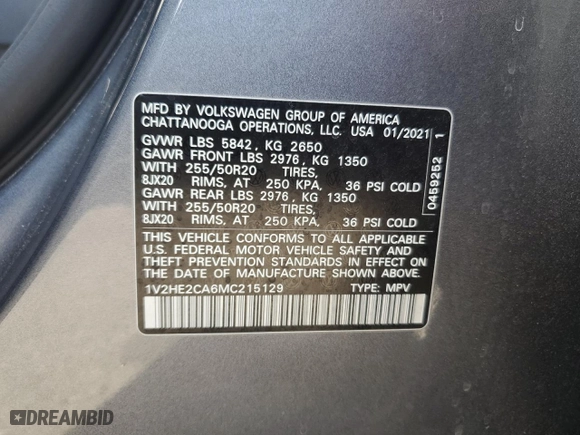 MFD BY VOLKSWAGEN GROUP OF AMERICA
CHATTANOOGA OPERATIONS, LLC. USA 01/2021
GVWR LBS 5842, KG 2650
GAWR FRONT LBS 2976, KG 1350
WITH 255/50R20 TIRES,
8JX20 RIMS, AT 250 KPA, 36 PSI COLD
GAWR REAR LBS 2976, KG 1350
WITH 255/50R20 TIRES,
8JX20 RIMS, AT 250 KPA, 36 PSI COLD
THIS VEHICLE CONFORMS TO ALL APPLICABLE
U.S. FEDERAL MOTOR VEHICLE SAFETY AND
THEFT PREVENTION STANDARDS IN EFFECT
ON THE DATE OF MANUFACTURE SHOWN ABOVE.
1V2HE2CA6MC215129 TYPE: MPV
0459252 1
DREAMBID